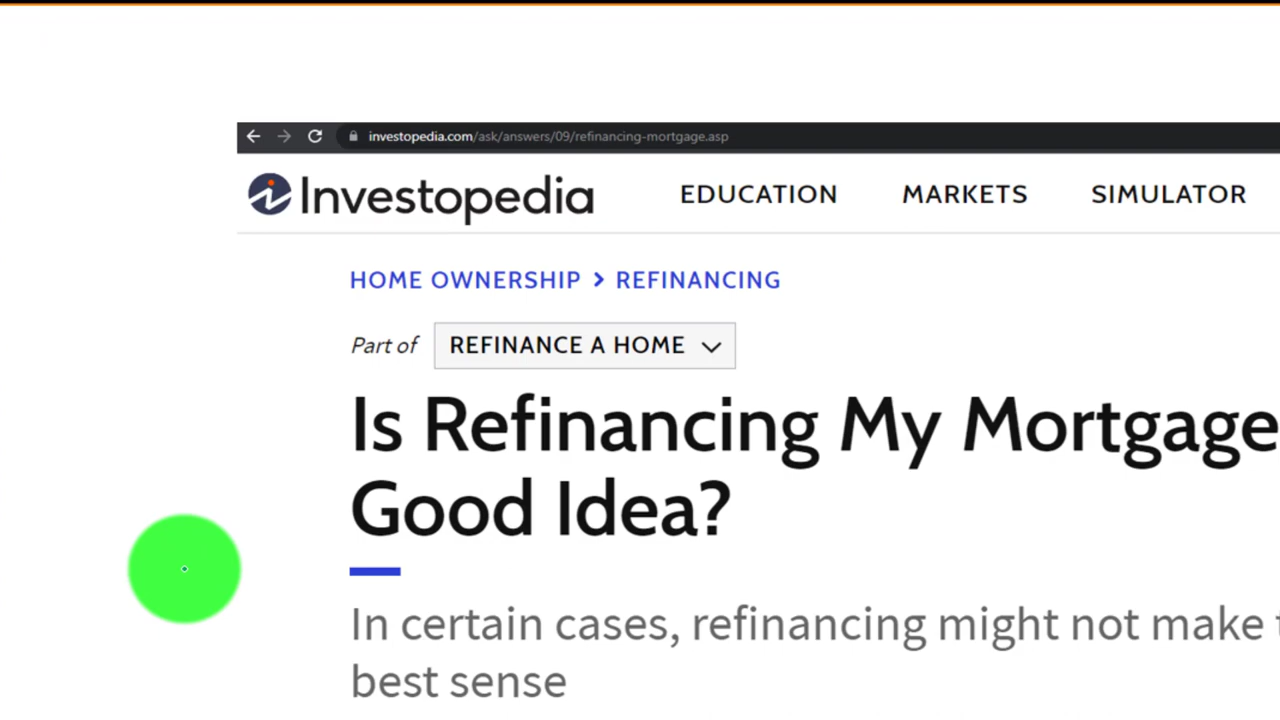 investopedia.com/ask/answers/09/refinancing-mortgage.asp
Investopedia EDUCATION MARKETS SIMULATOR
HOME OWNERSHIP > REFINANCING
Part of REFINANCE A HOME
Is Refinancing My Mortgage
Good Idea?
In certain cases, refinancing might not make
best sense